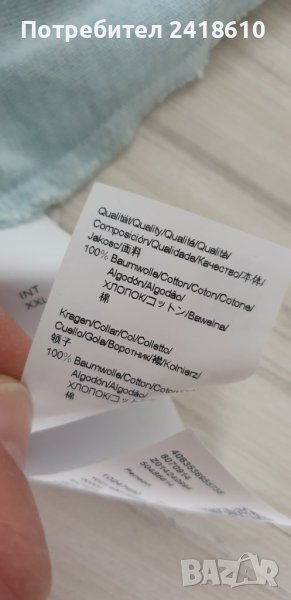 Потребител 2418610
Qualität/Quality/Qualité/Qualità/
Composición/Qualidade/Качество/本体/
Jakość/面料
100% Baumwolle/Cotton/Coton/Cotone/
Algodón/Algodão/
ХЛОПОК/コットン/Bawełna/
棉
INT
XXL
Kragen/Collar/Col/Colletto/
Cuello/Gola/Воротник/襟/Kołnierz/
领子
100% Baumwolle/Cotton/Coton/
Algodón/Algodão/
ХЛОПОК/コット
棉
BAZAR